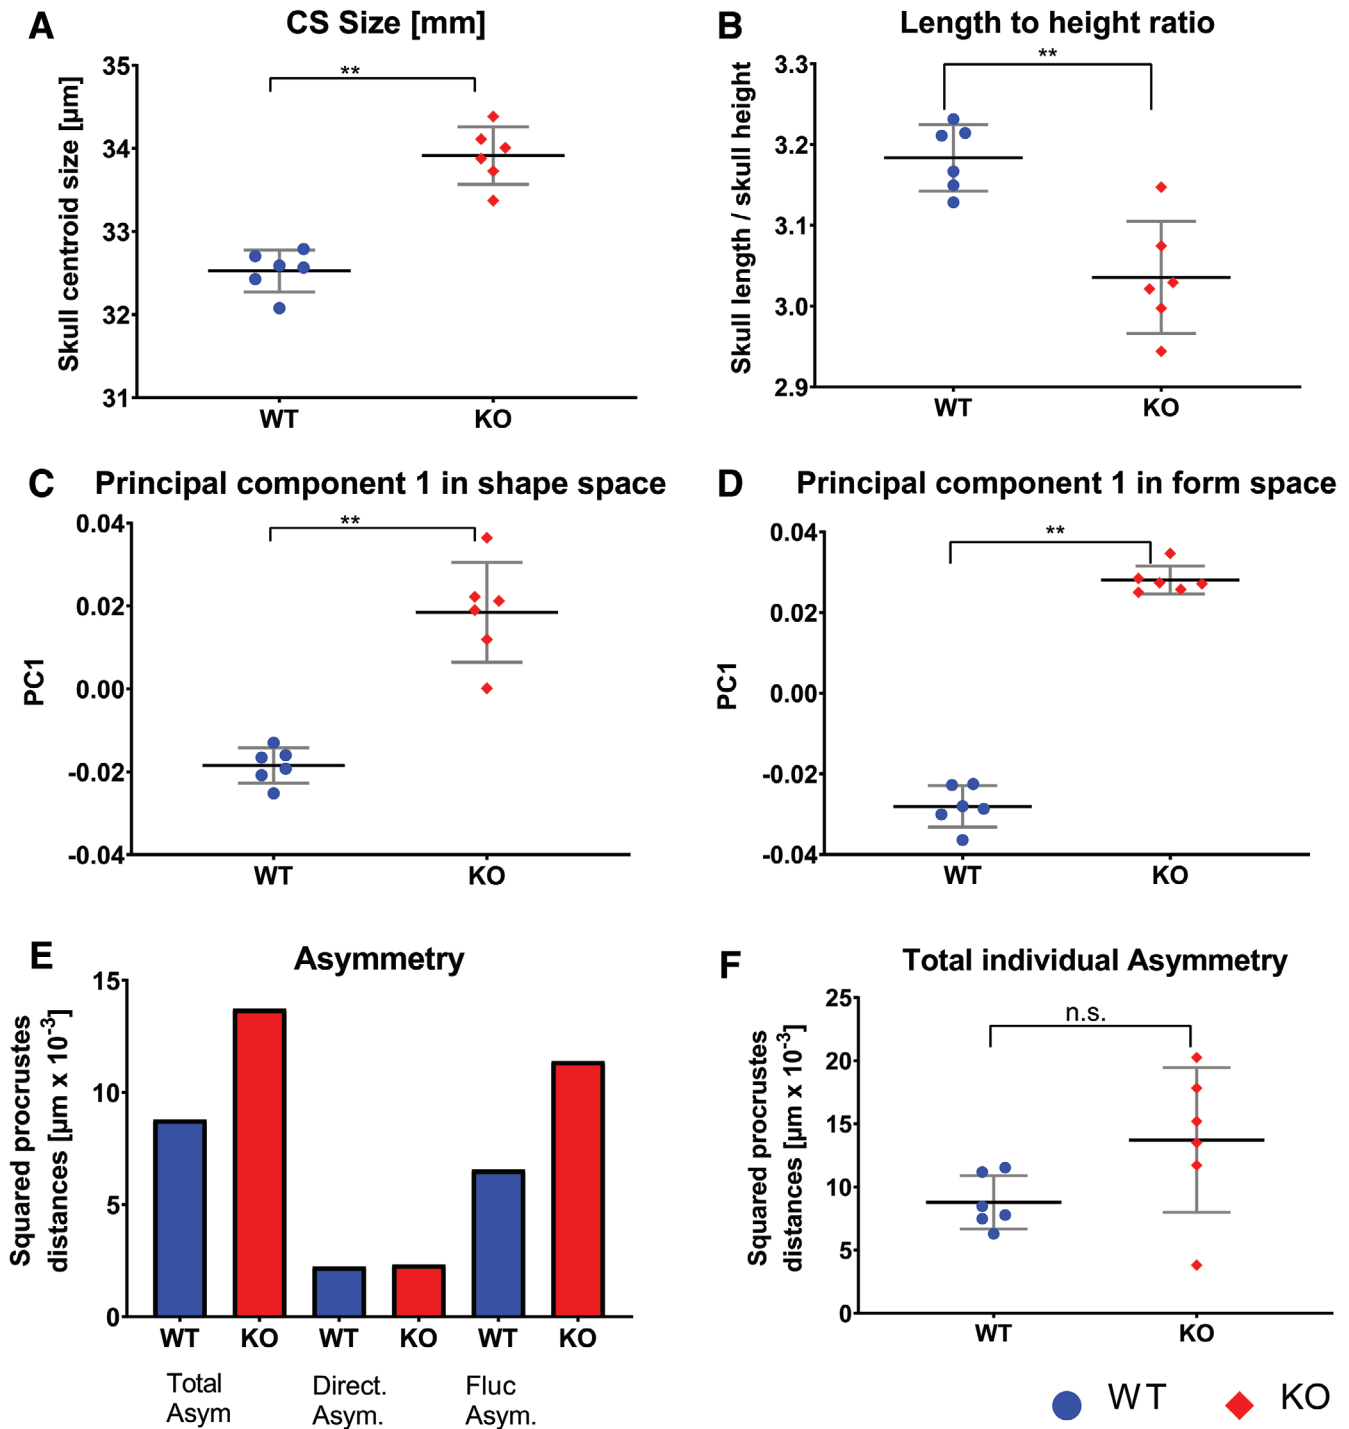 A
CS Size [mm]
Skull centroid size [µm]
35
34
33
32
31
**
WT
KO
B
Length to height ratio
Skull length / skull height
3.3
3.2
3.1
3.0
2.9
**
WT
KO
C
Principal component 1 in shape space
PC1
0.04
0.02
0.00
-0.02
-0.04
**
WT
KO
D
Principal component 1 in form space
PC1
0.04
0.02
0.00
-0.02
-0.04
**
WT
KO
E
Asymmetry
Squared procrustes
distances [µm x 10⁻³]
15
10
5
0
WT KO WT KO WT KO
Total Direct. Fluc
Asym Asym. Asym.
F
Total individual Asymmetry
Squared procrustes
distances [µm x 10⁻³]
25
20
15
10
5
0
n.s.
WT
KO
WT KO